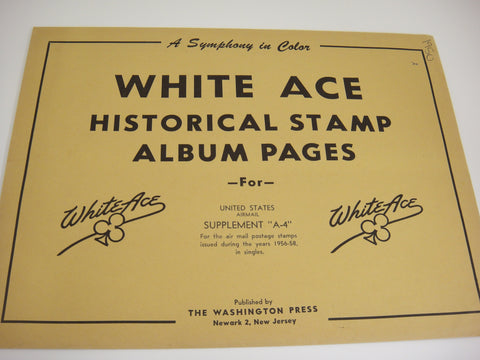 A Symphony in Color
WHITE ACE
HISTORICAL STAMP
ALBUM PAGES
—For—
UNITED STATES
AIRMAIL
SUPPLEMENT "A-4"
For the air mail postage stamps
issued during the years 1956-58,
in singles.
White Ace
White Ace
Published by
THE WASHINGTON PRESS
Newark 2, New Jersey